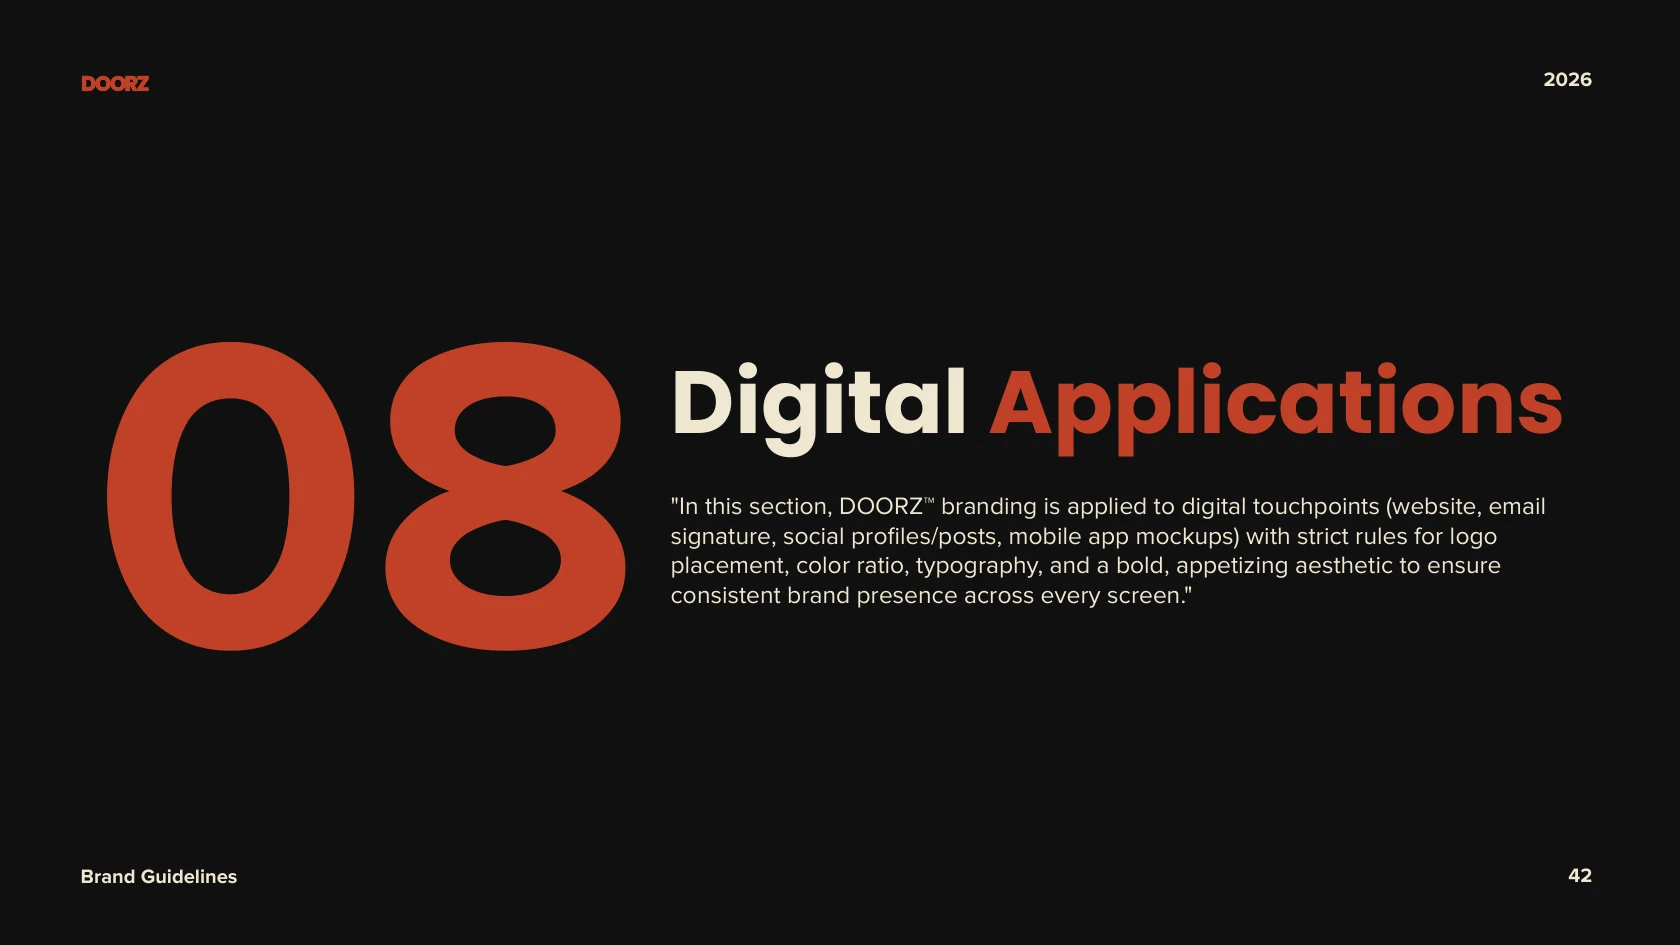 DOORZ
2026
08
Digital Applications
"In this section, DOORZ™ branding is applied to digital touchpoints (website, email
signature, social profiles/posts, mobile app mockups) with strict rules for logo
placement, color ratio, typography, and a bold, appetizing aesthetic to ensure
consistent brand presence across every screen."
Brand Guidelines
42